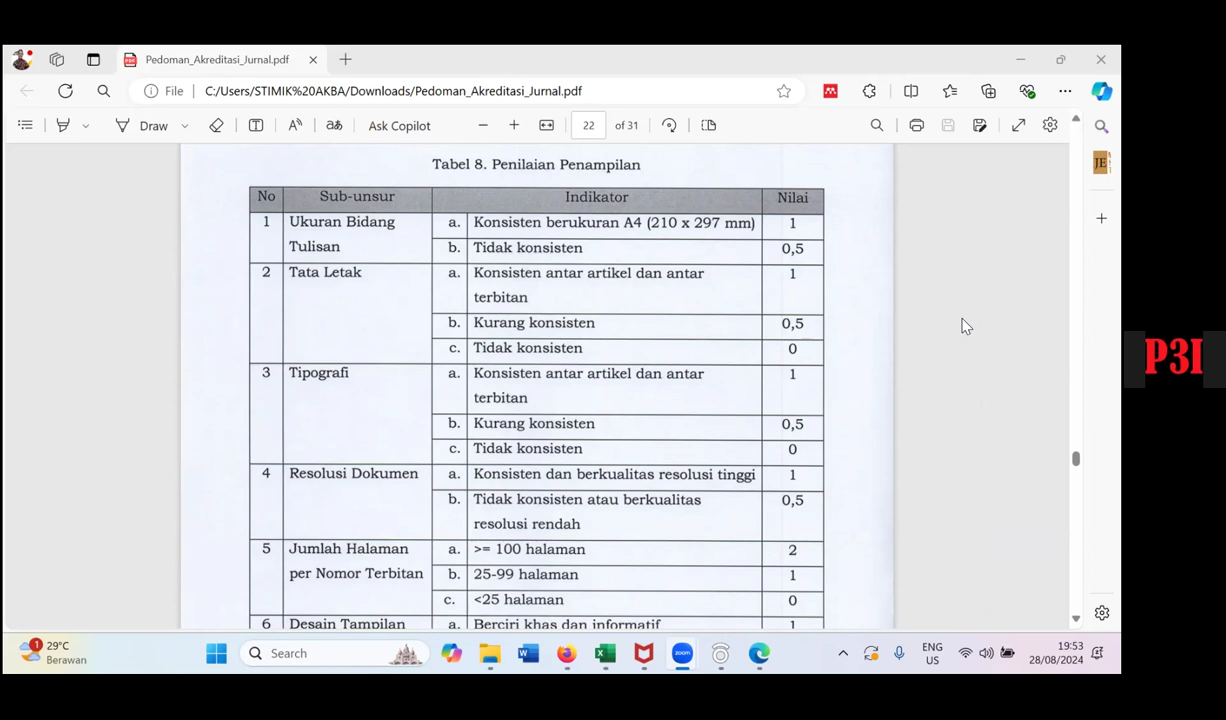 Pedoman_Akreditasi_Jurnal.pdf
File C:/Users/STIMIK%20AKBA/Downloads/Pedoman_Akreditasi_Jurnal.pdf
Draw aあ Ask Copilot 22 of 31
Tabel 8. Penilaian Penampilan
No Sub-unsur Indikator Nilai
1 Ukuran Bidang a. Konsisten berukuran A4 (210 x 297 mm) 1
Tulisan b. Tidak konsisten 0,5
2 Tata Letak a. Konsisten antar artikel dan antar 1
terbitan
b. Kurang konsisten 0,5
c. Tidak konsisten 0
3 Tipografi a. Konsisten antar artikel dan antar 1
terbitan
b. Kurang konsisten 0,5
c. Tidak konsisten 0
4 Resolusi Dokumen a. Konsisten dan berkualitas resolusi tinggi 1
b. Tidak konsisten atau berkualitas 0,5
resolusi rendah
5 Jumlah Halaman a. >= 100 halaman 2
per Nomor Terbitan b. 25-99 halaman 1
c. <25 halaman 0
6 Desain Tampilan a. Berciri khas dan informatif 1
JE
P3I
1 29°C
Berawan
Search
zoom
ENG
US
19:53
28/08/2024